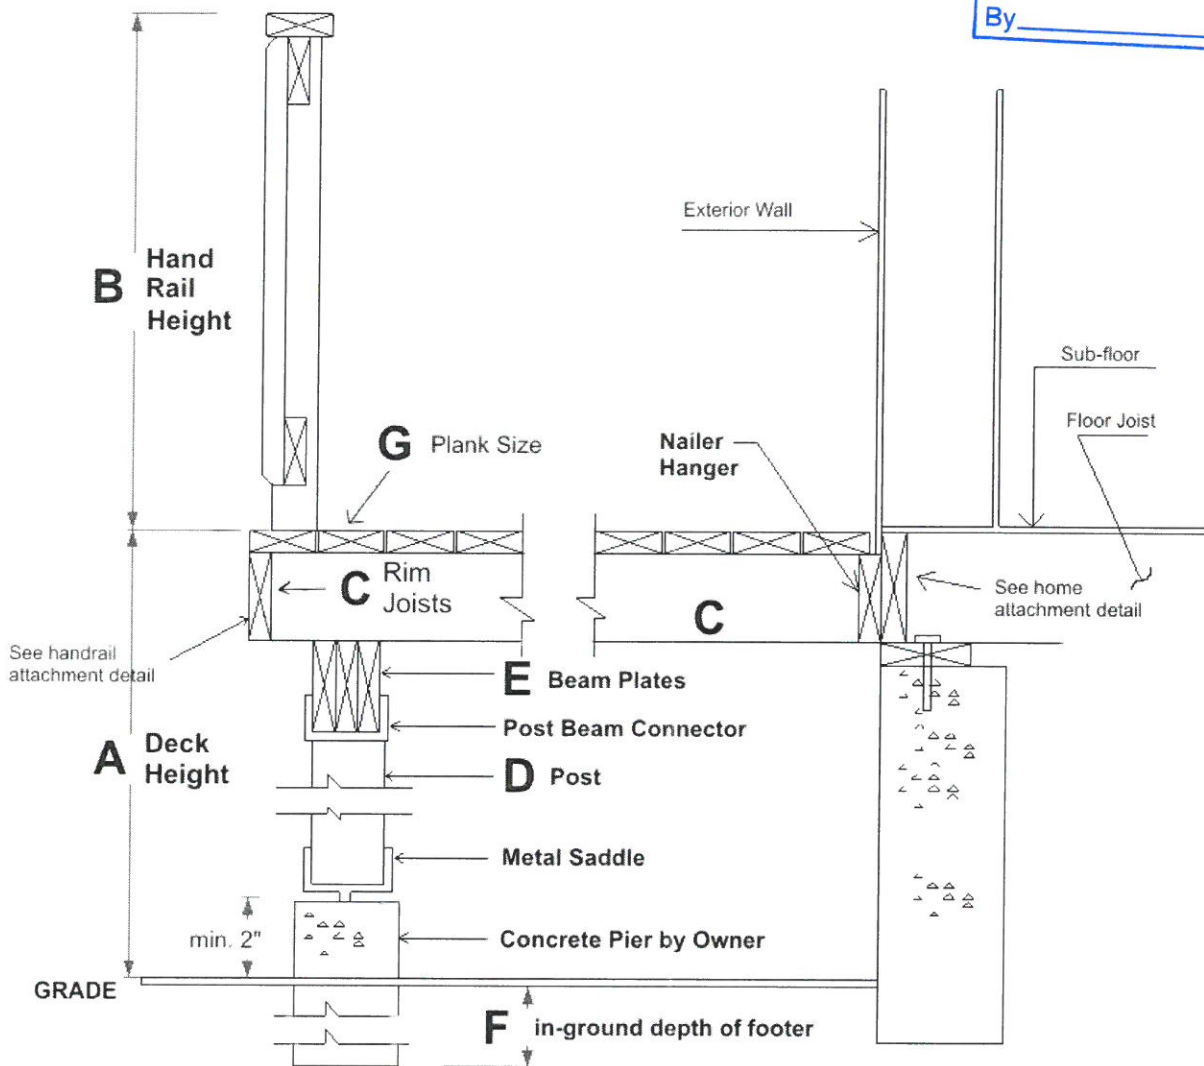 By
Exterior Wall
B
Hand
Rail
Height
Sub-floor
Floor Joist
G Plank Size
Nailer
Hanger
C Rim
Joists
C
See home
attachment detail
See handrail
attachment detail
E Beam Plates
Post Beam Connector
A
Deck
Height
D Post
Metal Saddle
min. 2"
Concrete Pier by Owner
GRADE
F in-ground depth of footer